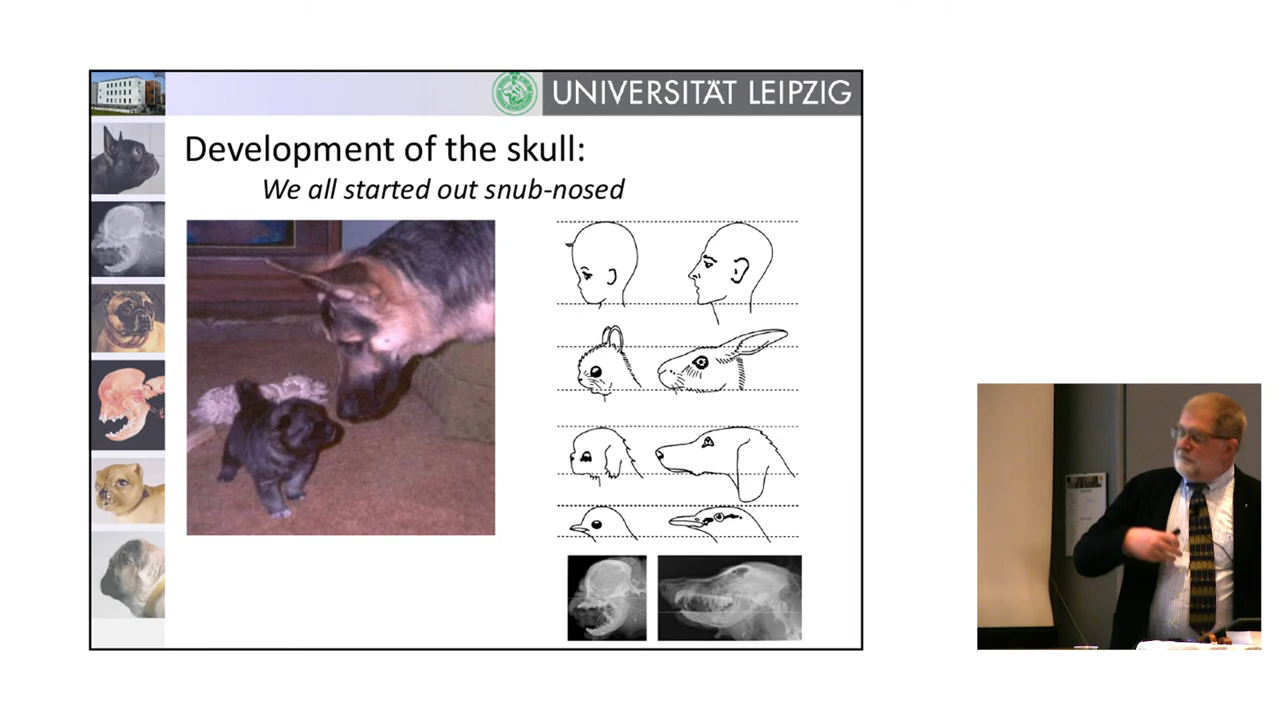 UNIVERSITÄT LEIPZIG
Development of the skull:
We all started out snub-nosed